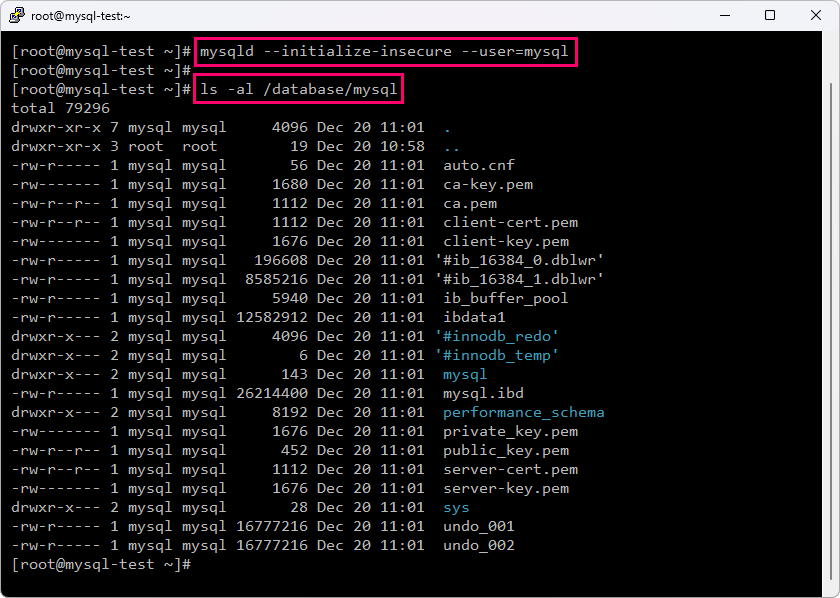 root@mysql-test:~
[root@mysql-test ~]# mysqld --initialize-insecure --user=mysql
[root@mysql-test ~]#
[root@mysql-test ~]# ls -al /database/mysql
total 79296
drwxr-xr-x 7 mysql mysql     4096 Dec 20 11:01  .
drwxr-xr-x 3 root  root        19 Dec 20 10:58  ..
-rw-r----- 1 mysql mysql       56 Dec 20 11:01  auto.cnf
-rw------- 1 mysql mysql     1680 Dec 20 11:01  ca-key.pem
-rw-r--r-- 1 mysql mysql     1112 Dec 20 11:01  ca.pem
-rw-r--r-- 1 mysql mysql     1112 Dec 20 11:01  client-cert.pem
-rw------- 1 mysql mysql     1676 Dec 20 11:01  client-key.pem
-rw-r----- 1 mysql mysql   196608 Dec 20 11:01 '#ib_16384_0.dblwr'
-rw-r----- 1 mysql mysql  8585216 Dec 20 11:01 '#ib_16384_1.dblwr'
-rw-r----- 1 mysql mysql     5940 Dec 20 11:01  ib_buffer_pool
-rw-r----- 1 mysql mysql 12582912 Dec 20 11:01  ibdata1
drwxr-x--- 2 mysql mysql     4096 Dec 20 11:01 '#innodb_redo'
drwxr-x--- 2 mysql mysql        6 Dec 20 11:01 '#innodb_temp'
drwxr-x--- 2 mysql mysql      143 Dec 20 11:01  mysql
-rw-r----- 1 mysql mysql 26214400 Dec 20 11:01  mysql.ibd
drwxr-x--- 2 mysql mysql     8192 Dec 20 11:01  performance_schema
-rw------- 1 mysql mysql     1676 Dec 20 11:01  private_key.pem
-rw-r--r-- 1 mysql mysql      452 Dec 20 11:01  public_key.pem
-rw-r--r-- 1 mysql mysql     1112 Dec 20 11:01  server-cert.pem
-rw------- 1 mysql mysql     1676 Dec 20 11:01  server-key.pem
drwxr-x--- 2 mysql mysql       28 Dec 20 11:01  sys
-rw-r----- 1 mysql mysql 16777216 Dec 20 11:01  undo_001
-rw-r----- 1 mysql mysql 16777216 Dec 20 11:01  undo_002
[root@mysql-test ~]#